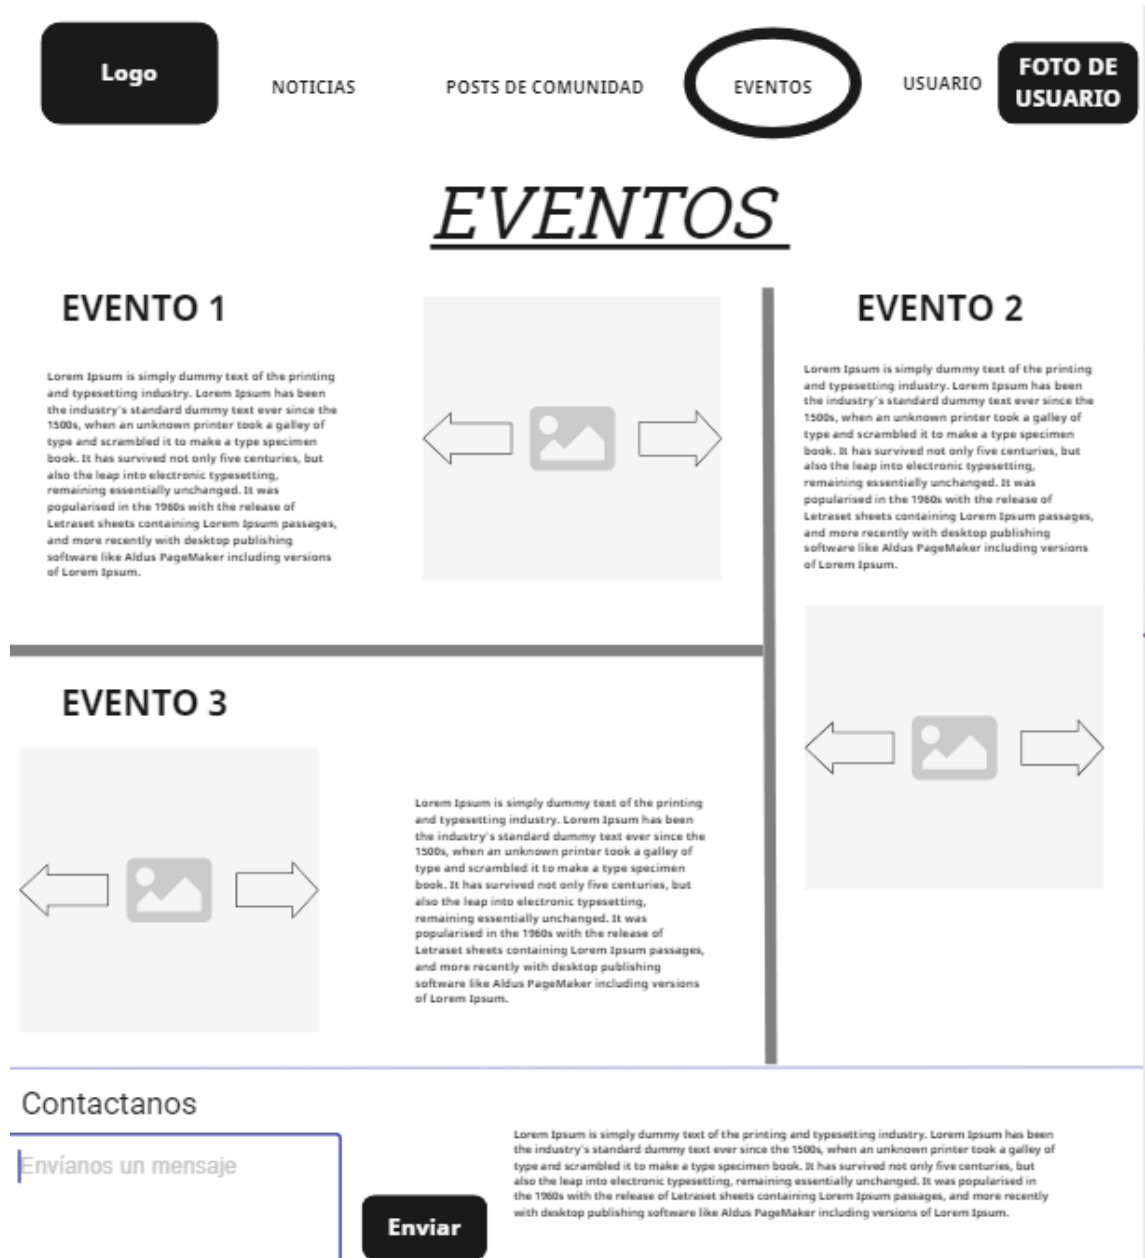 Logo
NOTICIAS
POSTS DE COMUNIDAD
EVENTOS
USUARIO
FOTO DE
USUARIO
EVENTOS
EVENTO 1
Lorem Ipsum is simply dummy text of the printing
and typesetting industry. Lorem Ipsum has been
the industry's standard dummy text ever since the
1500s, when an unknown printer took a galley of
type and scrambled it to make a type specimen
book. It has survived not only five centuries, but
also the leap into electronic typesetting,
remaining essentially unchanged. It was
popularised in the 1960s with the release of
Letraset sheets containing Lorem Ipsum passages,
and more recently with desktop publishing
software like Aldus PageMaker including versions
of Lorem Ipsum.
EVENTO 2
Lorem Ipsum is simply dummy text of the printing
and typesetting industry. Lorem Ipsum has been
the industry's standard dummy text ever since the
1500s, when an unknown printer took a galley of
type and scrambled it to make a type specimen
book. It has survived not only five centuries, but
also the leap into electronic typesetting,
remaining essentially unchanged. It was
popularised in the 1960s with the release of
Letraset sheets containing Lorem Ipsum passages,
and more recently with desktop publishing
software like Aldus PageMaker including versions
of Lorem Ipsum.
EVENTO 3
Lorem Ipsum is simply dummy text of the printing
and typesetting industry. Lorem Ipsum has been
the industry's standard dummy text ever since the
1500s, when an unknown printer took a galley of
type and scrambled it to make a type specimen
book. It has survived not only five centuries, but
also the leap into electronic typesetting,
remaining essentially unchanged. It was
popularised in the 1960s with the release of
Letraset sheets containing Lorem Ipsum passages,
and more recently with desktop publishing
software like Aldus PageMaker including versions
of Lorem Ipsum.
Contactanos
Envíanos un mensaje
Enviar
Lorem Ipsum is simply dummy text of the printing and typesetting industry. Lorem Ipsum has been
the industry's standard dummy text ever since the 1500s, when an unknown printer took a galley of
type and scrambled it to make a type specimen book. It has survived not only five centuries, but
also the leap into electronic typesetting, remaining essentially unchanged. It was popularised in
the 1960s with the release of Letraset sheets containing Lorem Ipsum passages, and more recently
with desktop publishing software like Aldus PageMaker including versions of Lorem Ipsum.